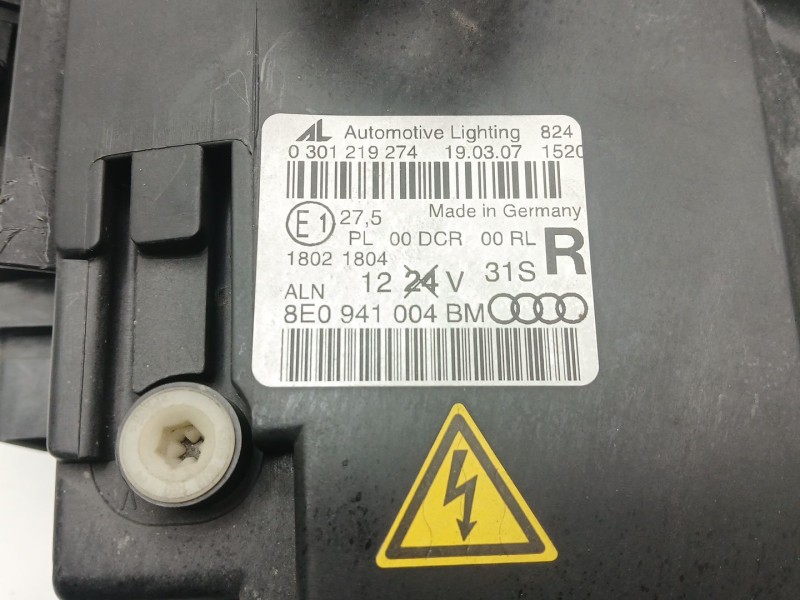 AL Automotive Lighting 824
0 301 219 274 19.03.07 1520
E1 27,5 Made in Germany
PL 00 DCR 00 RL R
1802 1804
12 24 V 31S
ALN
8E0 941 004 BM